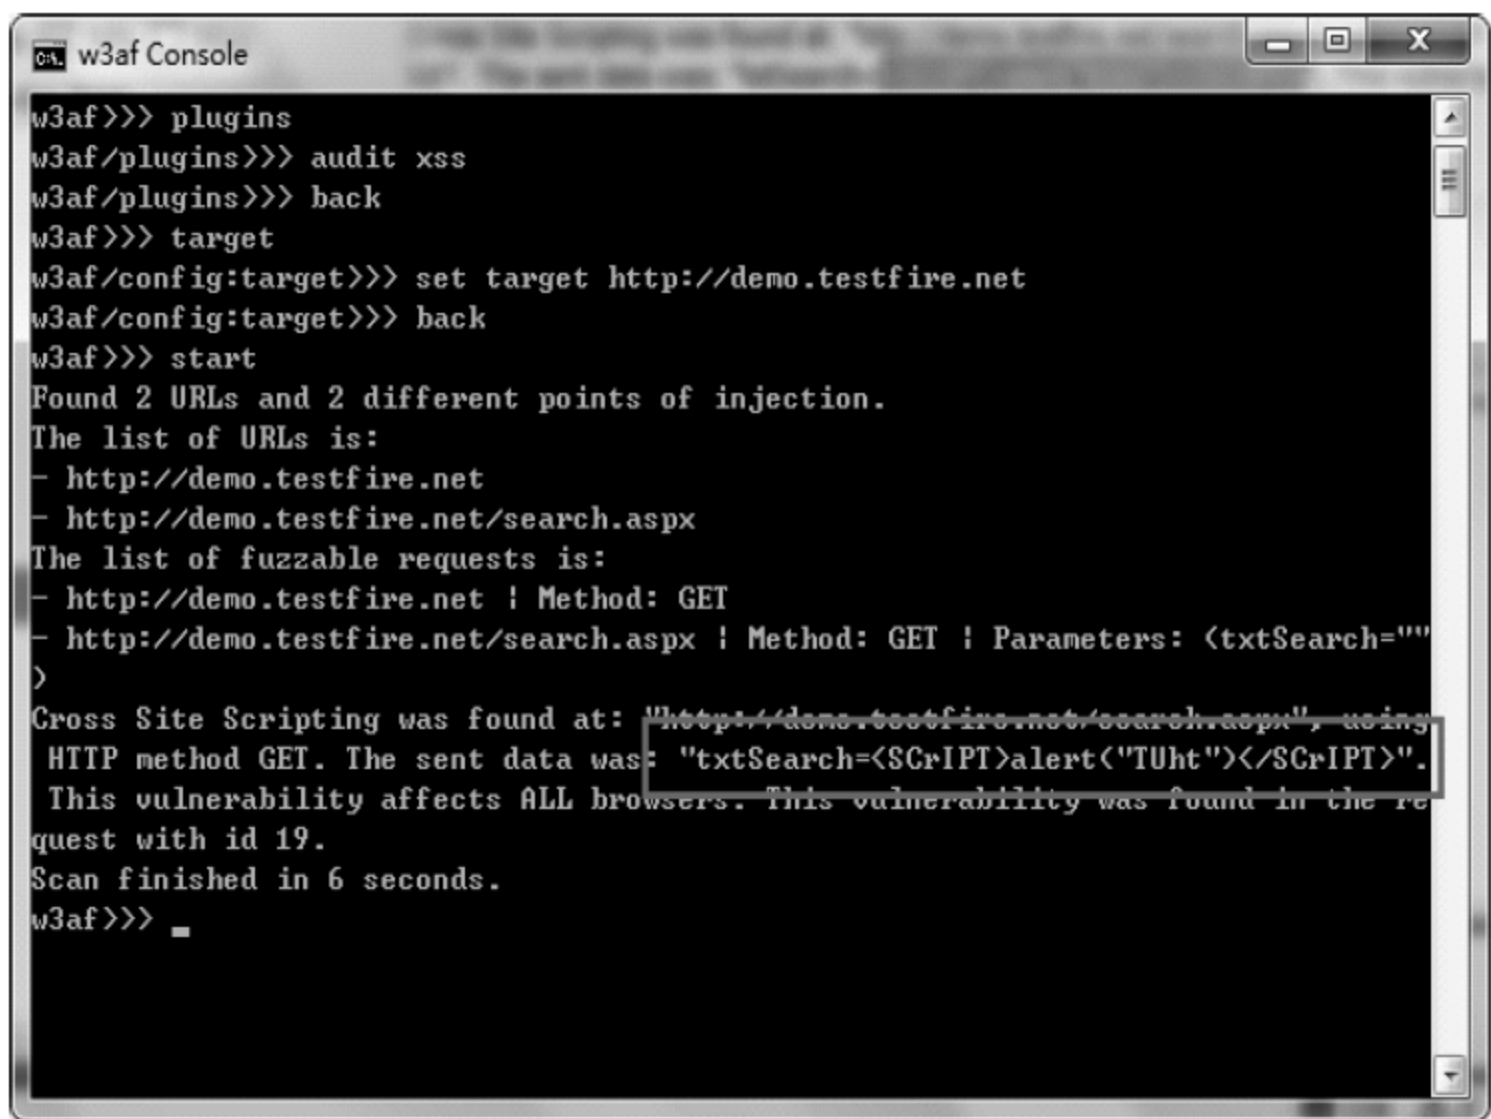 w3af Console
w3af>>> plugins
w3af/plugins>>> audit xss
w3af/plugins>>> back
w3af>>> target
w3af/config:target>>> set target http://demo.testfire.net
w3af/config:target>>> back
w3af>>> start
Found 2 URLs and 2 different points of injection.
The list of URLs is:
- http://demo.testfire.net
- http://demo.testfire.net/search.aspx
The list of fuzzable requests is:
- http://demo.testfire.net | Method: GET
- http://demo.testfire.net/search.aspx | Method: GET | Parameters: (txtSearch=""
)
Cross Site Scripting was found at: "http://demo.testfire.net/search.aspx", using
HTTP method GET. The sent data was: "txtSearch=<SCrIPT>alert("TUht")</SCrIPT>".
This vulnerability affects ALL browsers. This vulnerability was found in the re
quest with id 19.
Scan finished in 6 seconds.
w3af>>> _